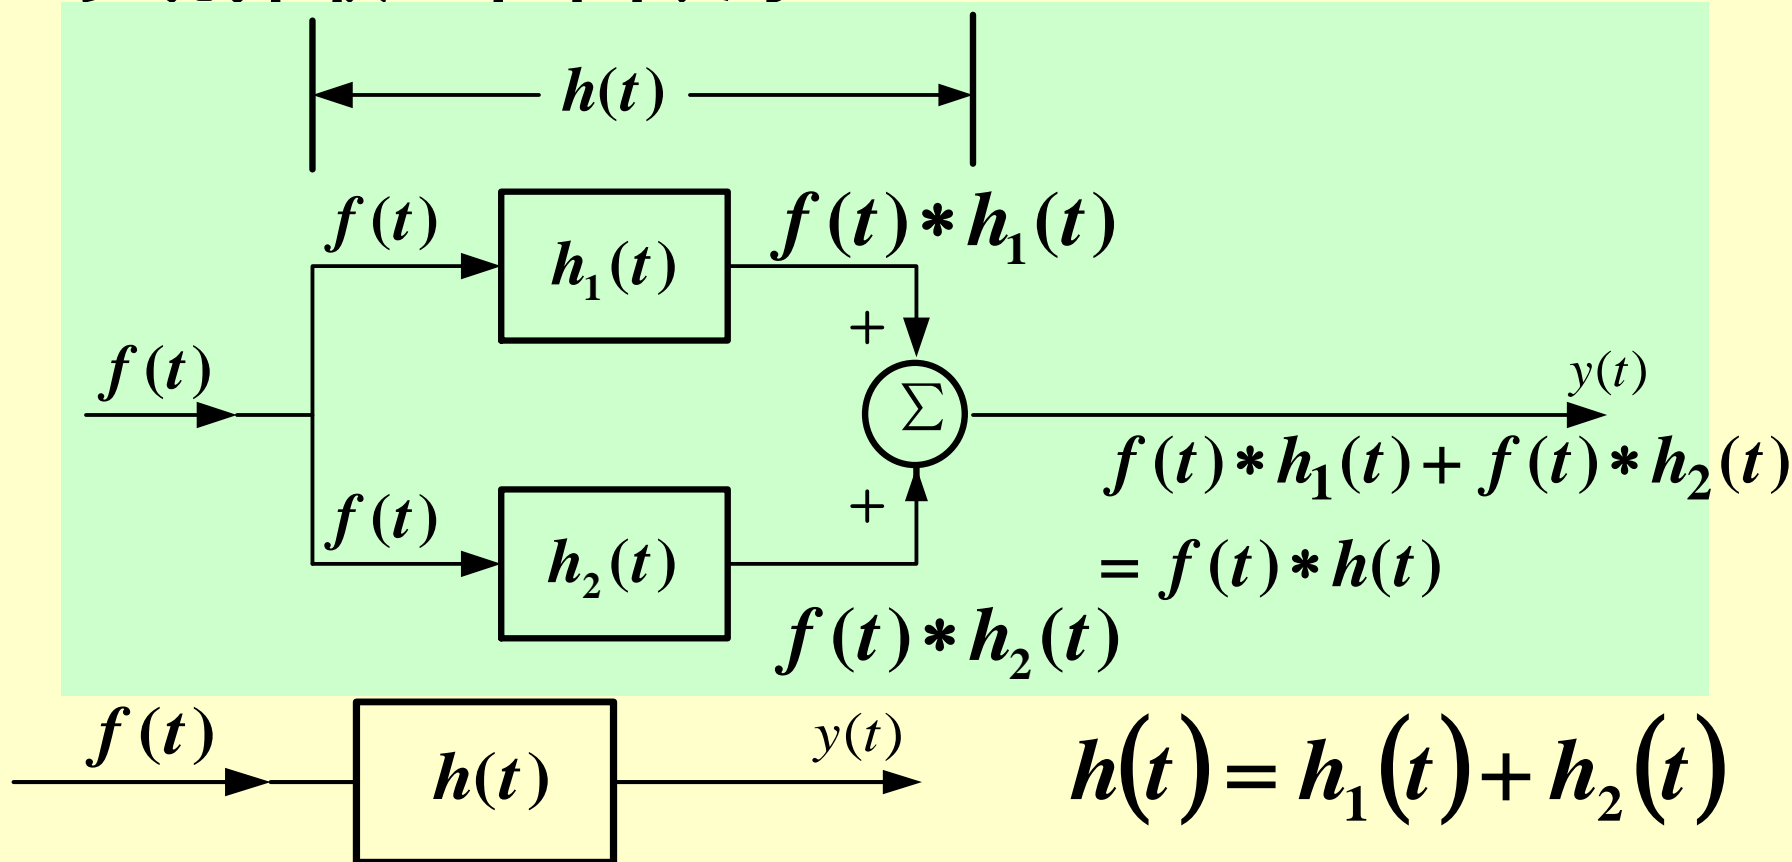 h(t)
f(t)
h₁(t)
f(t)*h₁(t)
+
f(t)
Σ
y(t)
f(t)*h₁(t)+f(t)*h₂(t)
=f(t)*h(t)
+
f(t)
h₂(t)
f(t)*h₂(t)
f(t)
h(t)
y(t)
h(t)=h₁(t)+h₂(t)